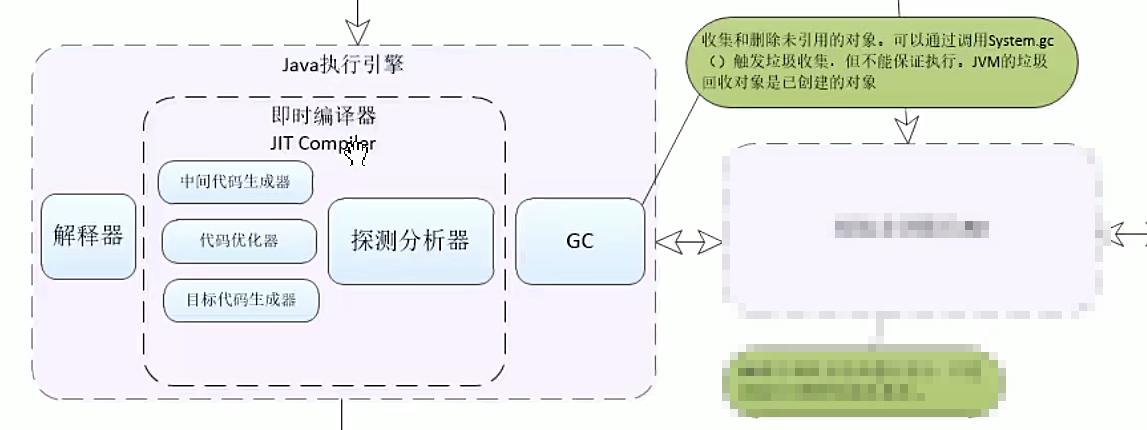 Java执行引擎
即时编译器
JIT Compiler
中间代码生成器
解释器
代码优化器
探测分析器
目标代码生成器
GC
收集和删除未引用的对象。可以通过调用System.gc
（）触发垃圾收集，但不能保证执行。JVM的垃圾
回收对象是已创建的对象